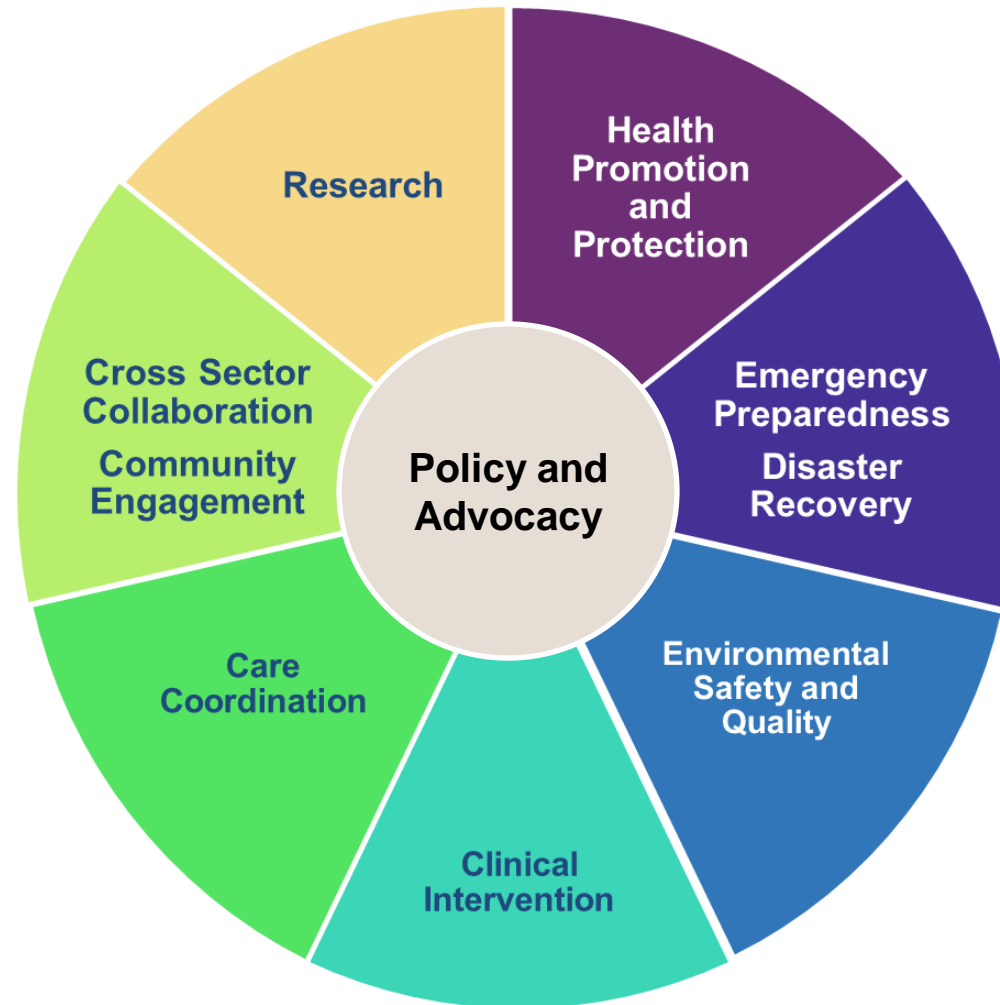 Research
Health
Promotion
and
Protection
Cross Sector
Collaboration
Community
Engagement
Policy and
Advocacy
Emergency
Preparedness
Disaster
Recovery
Care
Coordination
Environmental
Safety and
Quality
Clinical
Intervention